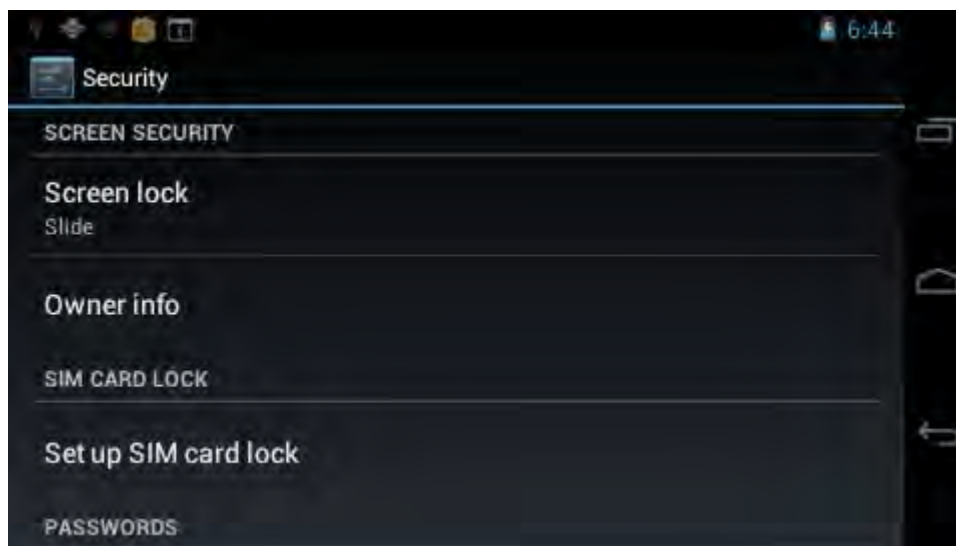 6:44
Security
SCREEN SECURITY
Screen lock
Slide
Owner info
SIM CARD LOCK
Set up SIM card lock
PASSWORDS